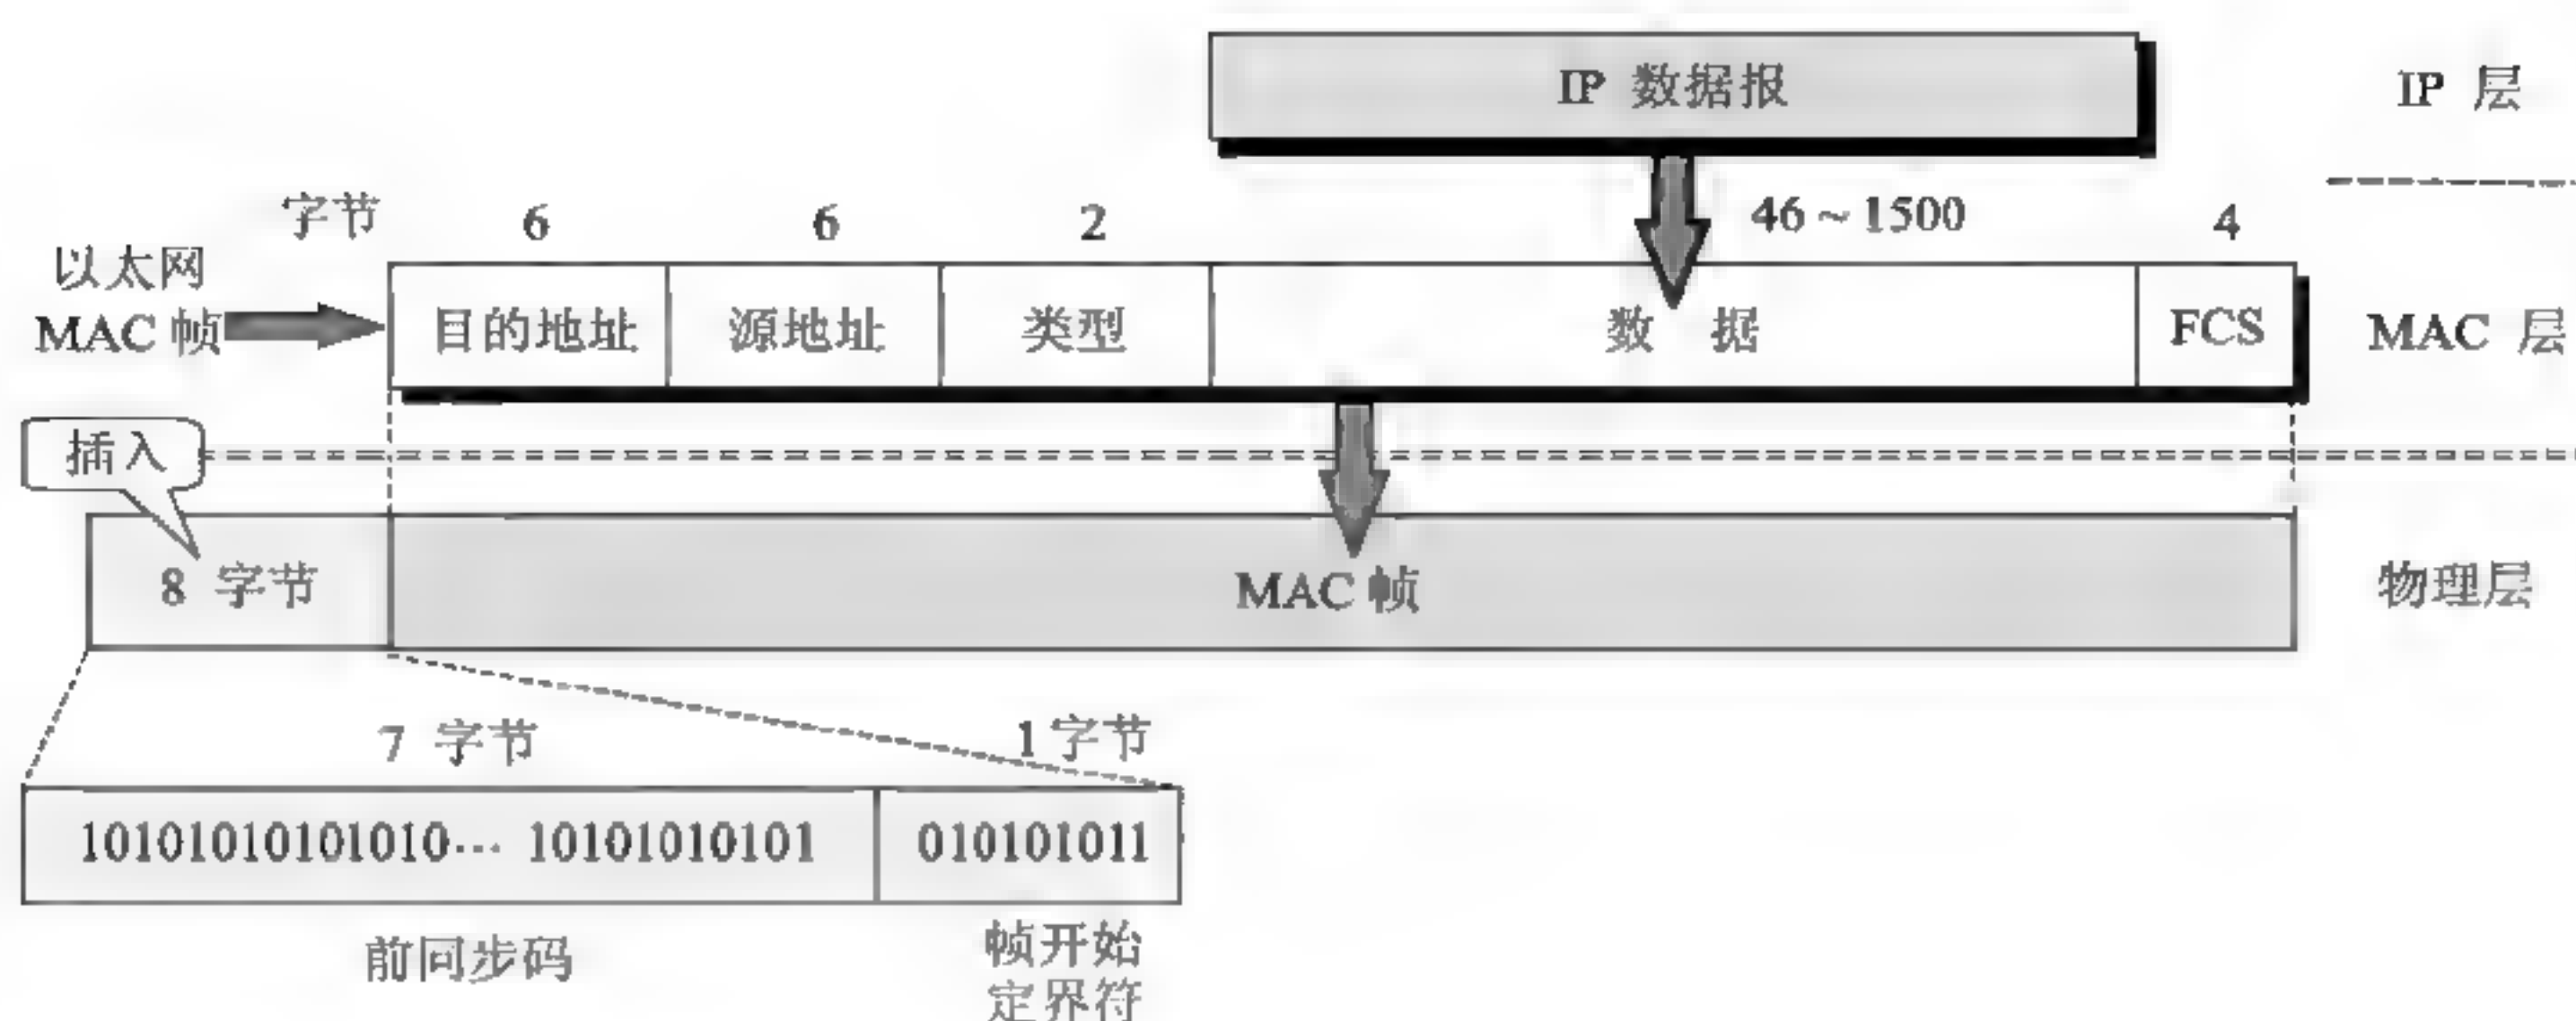 IP 数据报
IP 层
字节 6 6 2 46 ~ 1500 4
以太网
MAC 帧
目的地址 源地址 类型 数 据 FCS
MAC 层
插入
8 字节 MAC 帧 物理层
7 字节 1 字节
10101010101010… 10101010101 010101011
前同步码 帧开始
定界符